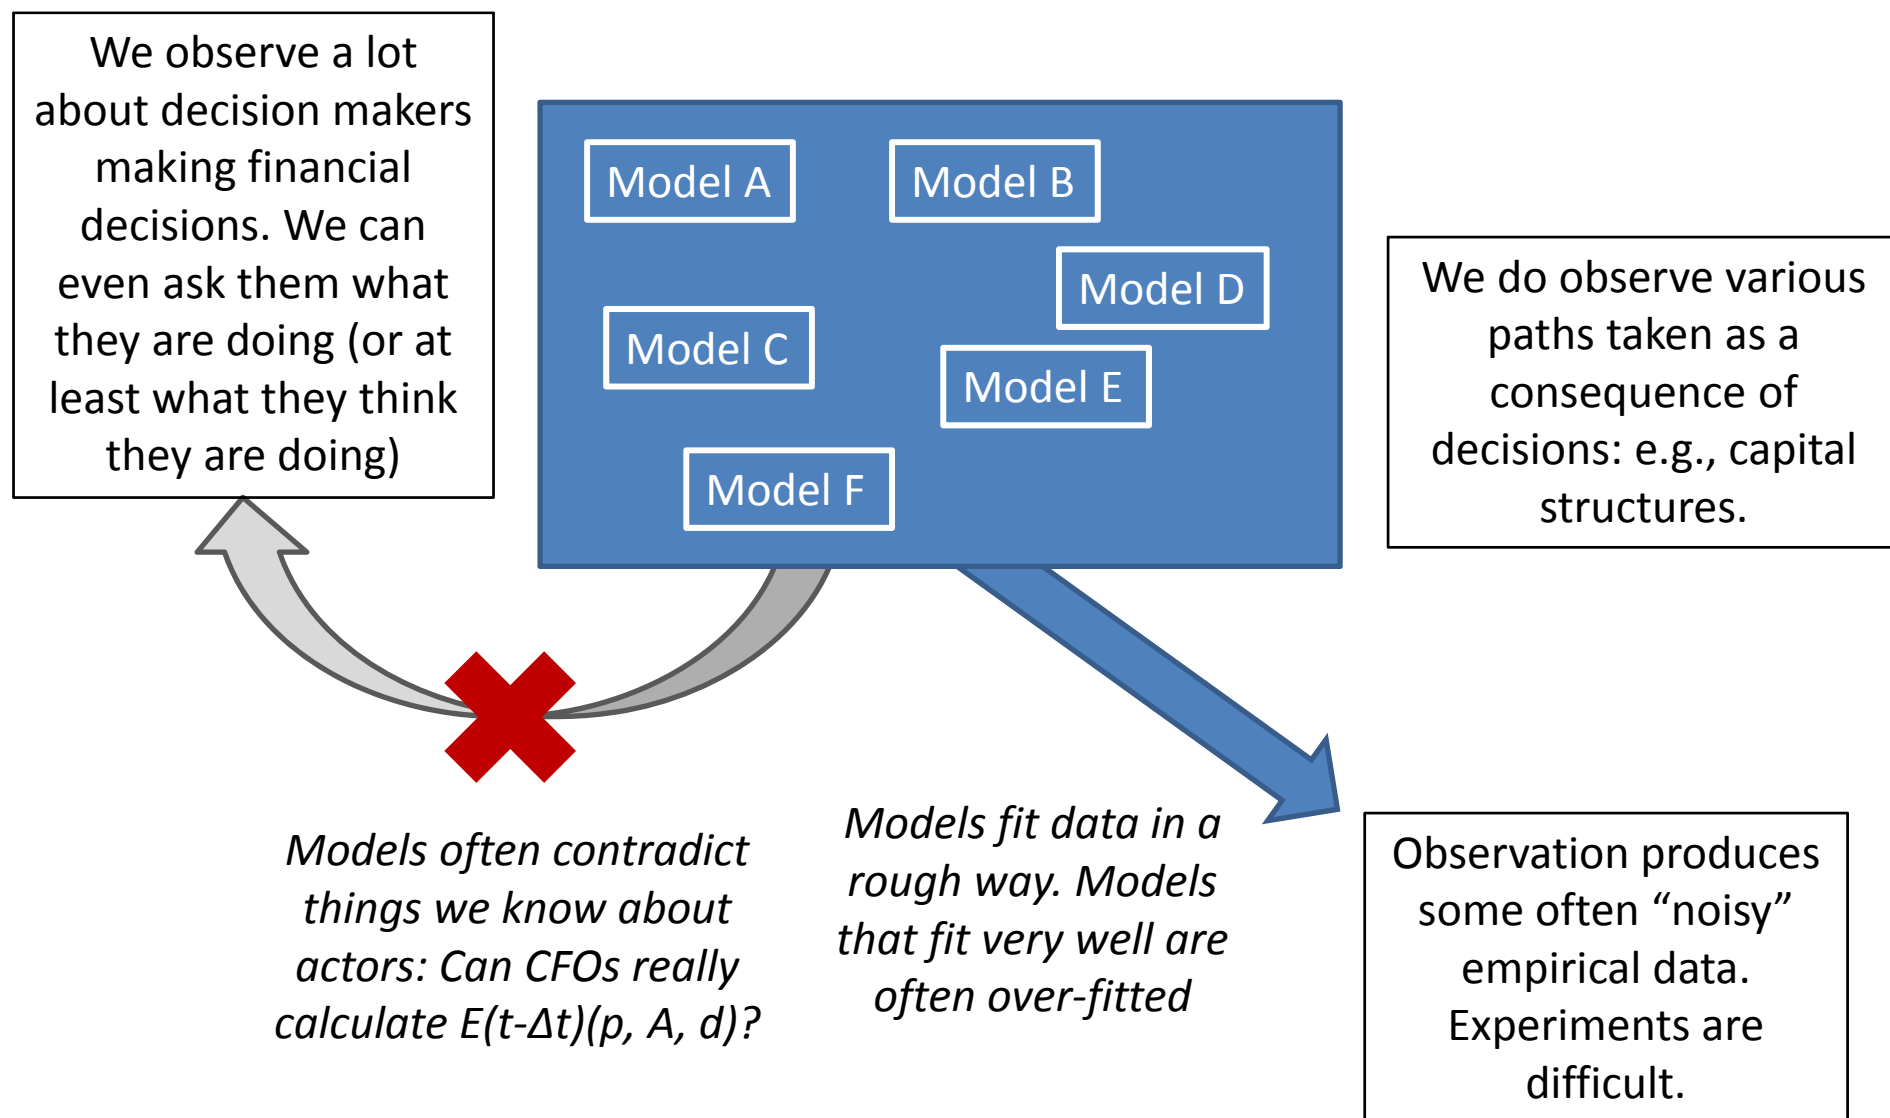 We observe a lot
about decision makers
making financial
decisions. We can
even ask them what
they are doing (or at
least what they think
they are doing)
Model A
Model B
Model D
Model C
Model E
Model F
We do observe various
paths taken as a
consequence of
decisions: e.g., capital
structures.
Models often contradict
things we know about
actors: Can CFOs really
calculate E(t-Δt)(p, A, d)?
Models fit data in a
rough way. Models
that fit very well are
often over-fitted
Observation produces
some often “noisy”
empirical data.
Experiments are
difficult.